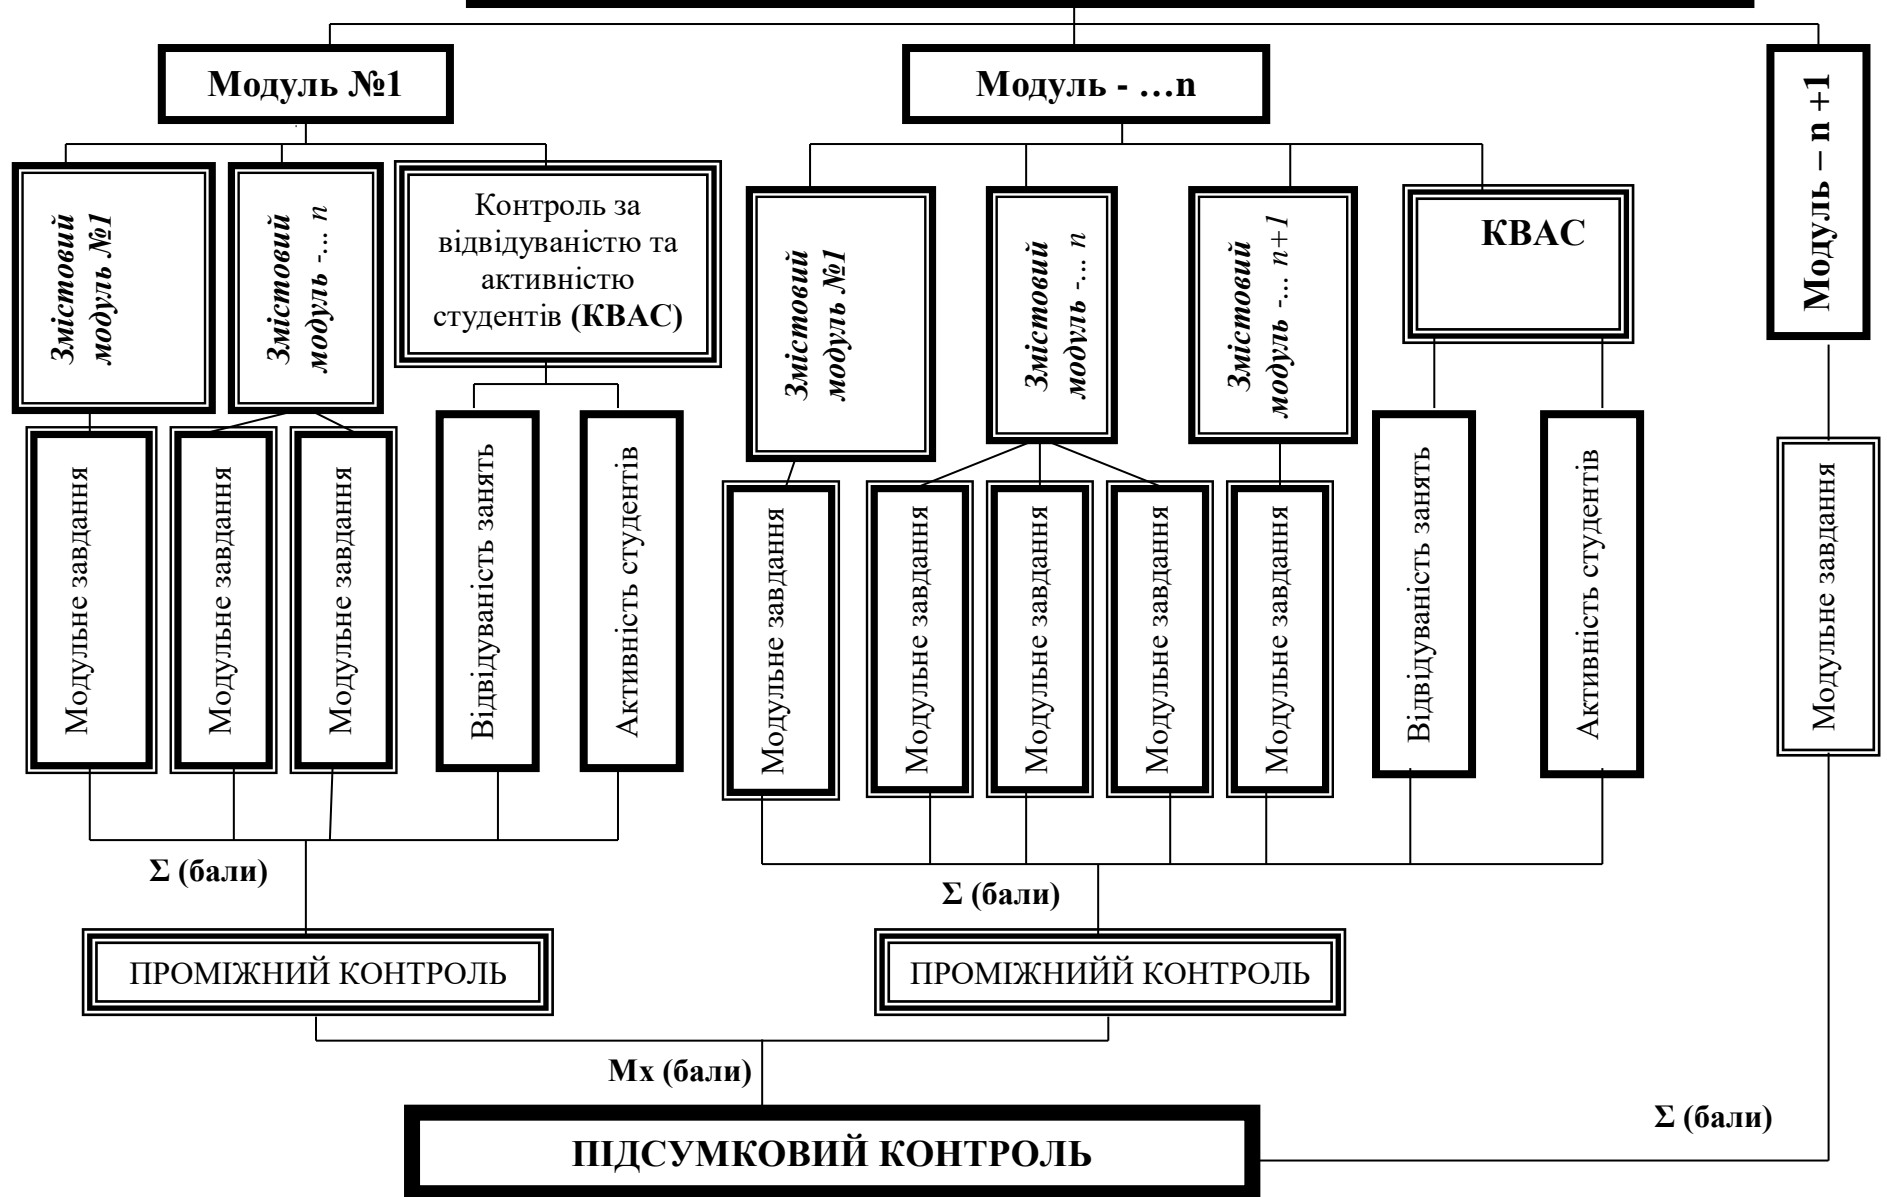 Модуль №1
Модуль - …n
Модуль – n +1
Змістовий
модуль №1
Змістовий
модуль -... n
Контроль за
відвідуваністю та
активністю
студентів (КВАС)
Змістовий
модуль №1
Змістовий
модуль -... n
Змістовий
модуль -... n+1
КВАС
Модульне завдання
Модульне завдання
Модульне завдання
Відвідуваність занять
Активність студентів
Модульне завдання
Модульне завдання
Модульне завдання
Модульне завдання
Модульне завдання
Відвідуваність занять
Активність студентів
Модульне завдання
Σ (бали)
Σ (бали)
ПРОМІЖНИЙ КОНТРОЛЬ
ПРОМІЖНИЙЙ КОНТРОЛЬ
Мх (бали)
Σ (бали)
ПІДСУМКОВИЙ КОНТРОЛЬ